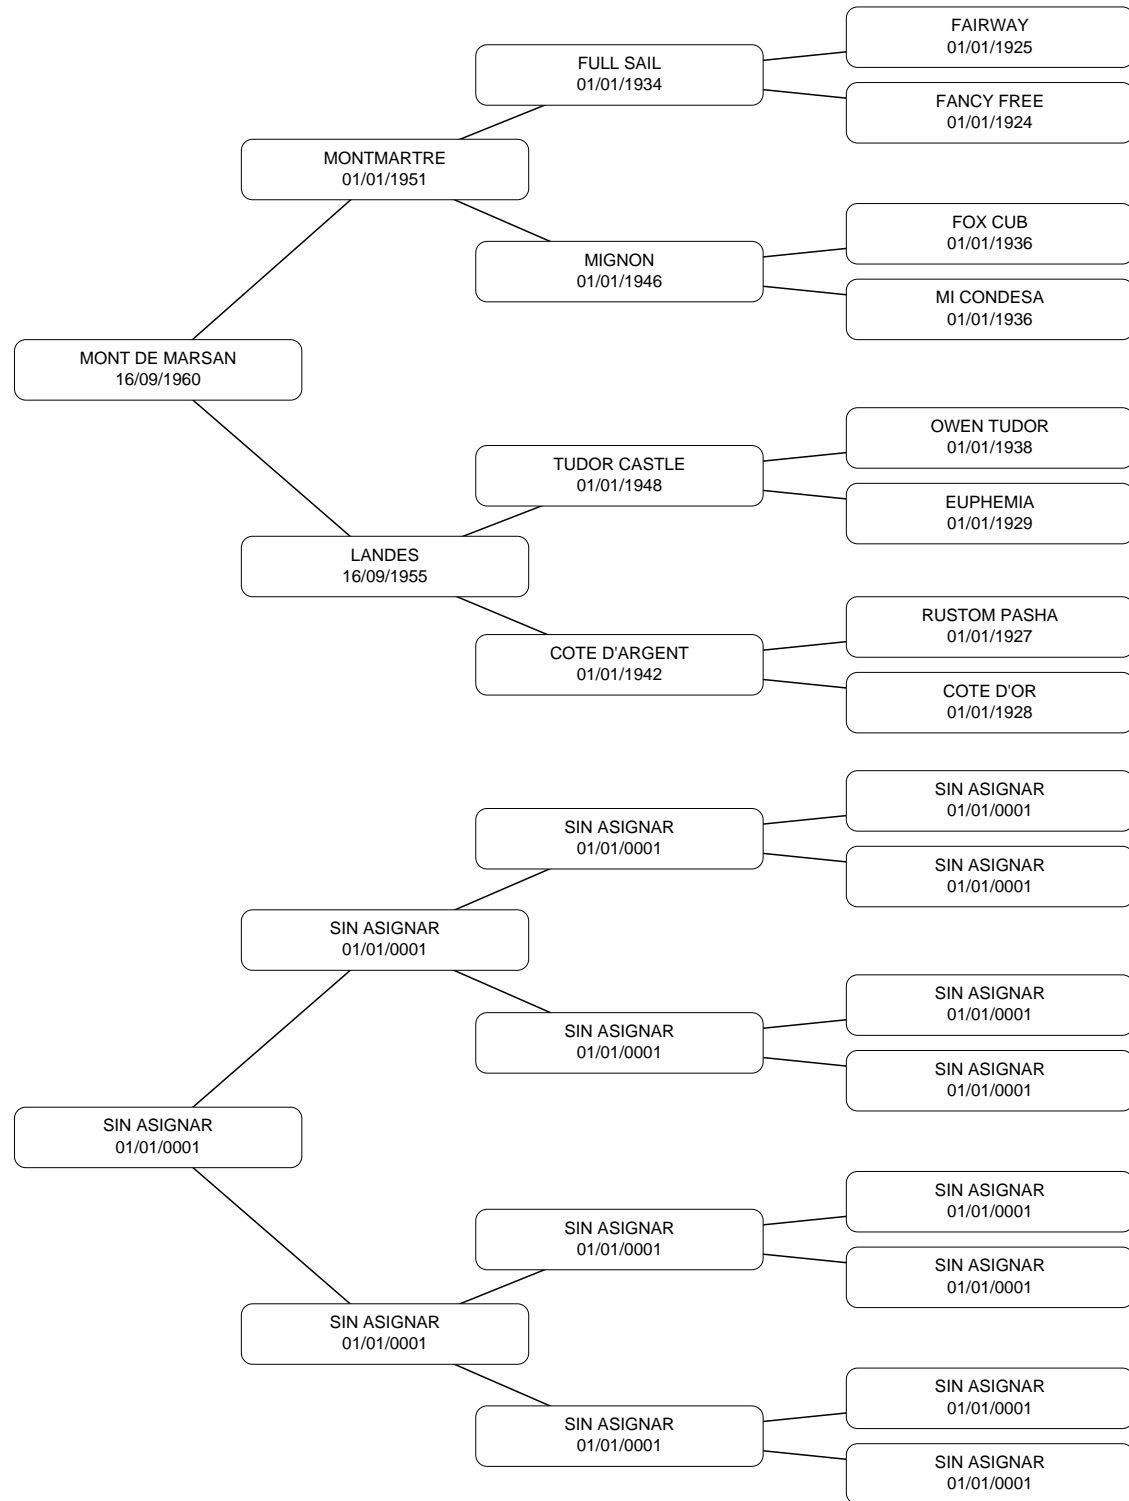 FAIRWAY
01/01/1925
FULL SAIL
01/01/1934
FANCY FREE
01/01/1924
MONTMARTRE
01/01/1951
FOX CUB
01/01/1936
MIGNON
01/01/1946
MI CONDESA
01/01/1936
MONT DE MARSAN
16/09/1960
OWEN TUDOR
01/01/1938
TUDOR CASTLE
01/01/1948
EUPHEMIA
01/01/1929
LANDES
16/09/1955
RUSTOM PASHA
01/01/1927
COTE D'ARGENT
01/01/1942
COTE D'OR
01/01/1928
SIN ASIGNAR
01/01/0001
SIN ASIGNAR
01/01/0001
SIN ASIGNAR
01/01/0001
SIN ASIGNAR
01/01/0001
SIN ASIGNAR
01/01/0001
SIN ASIGNAR
01/01/0001
SIN ASIGNAR
01/01/0001
SIN ASIGNAR
01/01/0001
SIN ASIGNAR
01/01/0001
SIN ASIGNAR
01/01/0001
SIN ASIGNAR
01/01/0001
SIN ASIGNAR
01/01/0001
SIN ASIGNAR
01/01/0001
SIN ASIGNAR
01/01/0001
SIN ASIGNAR
01/01/0001